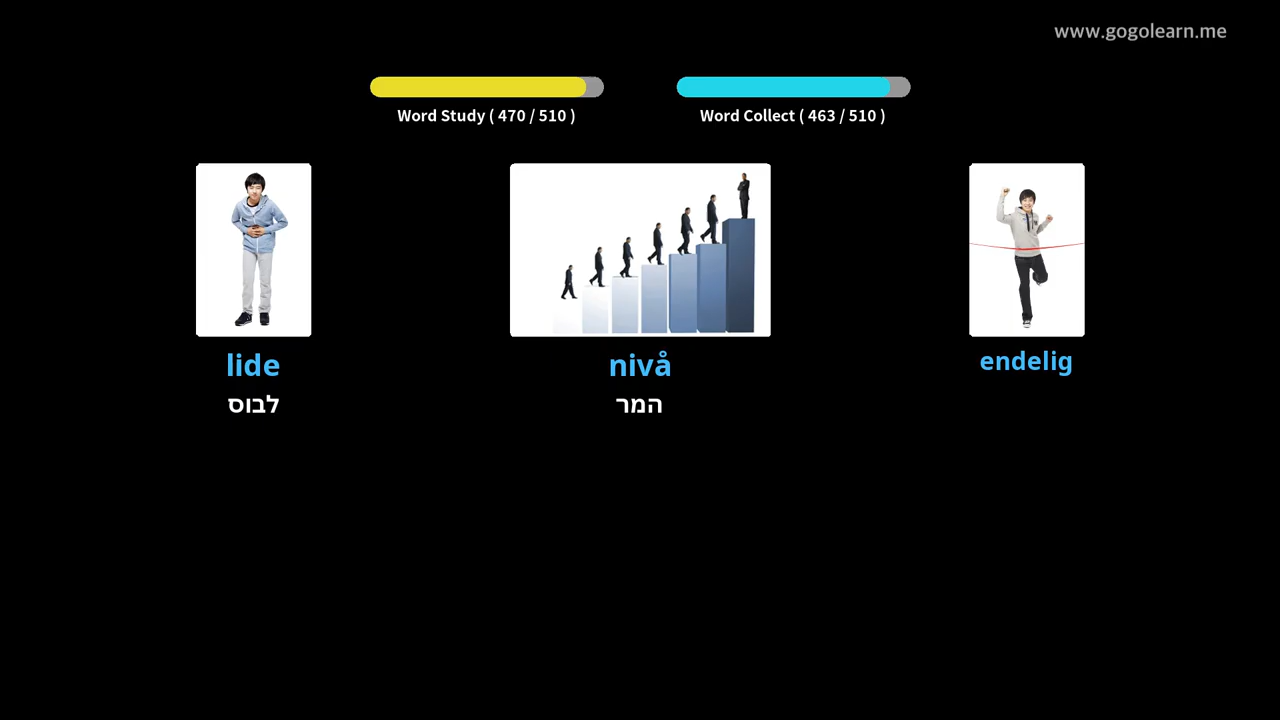 www.gogolearn.me
Word Study ( 470 / 510 )
Word Collect ( 463 / 510 )
lide
לבוס
nivå
המר
endelig